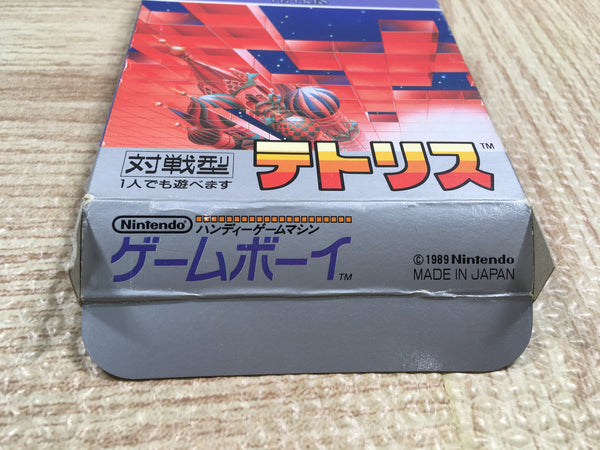 対戦型
1人でも遊べます
テトリス™
Nintendo
ハンディーゲームマシン
ゲームボーイ™
©1989 Nintendo
MADE IN JAPAN